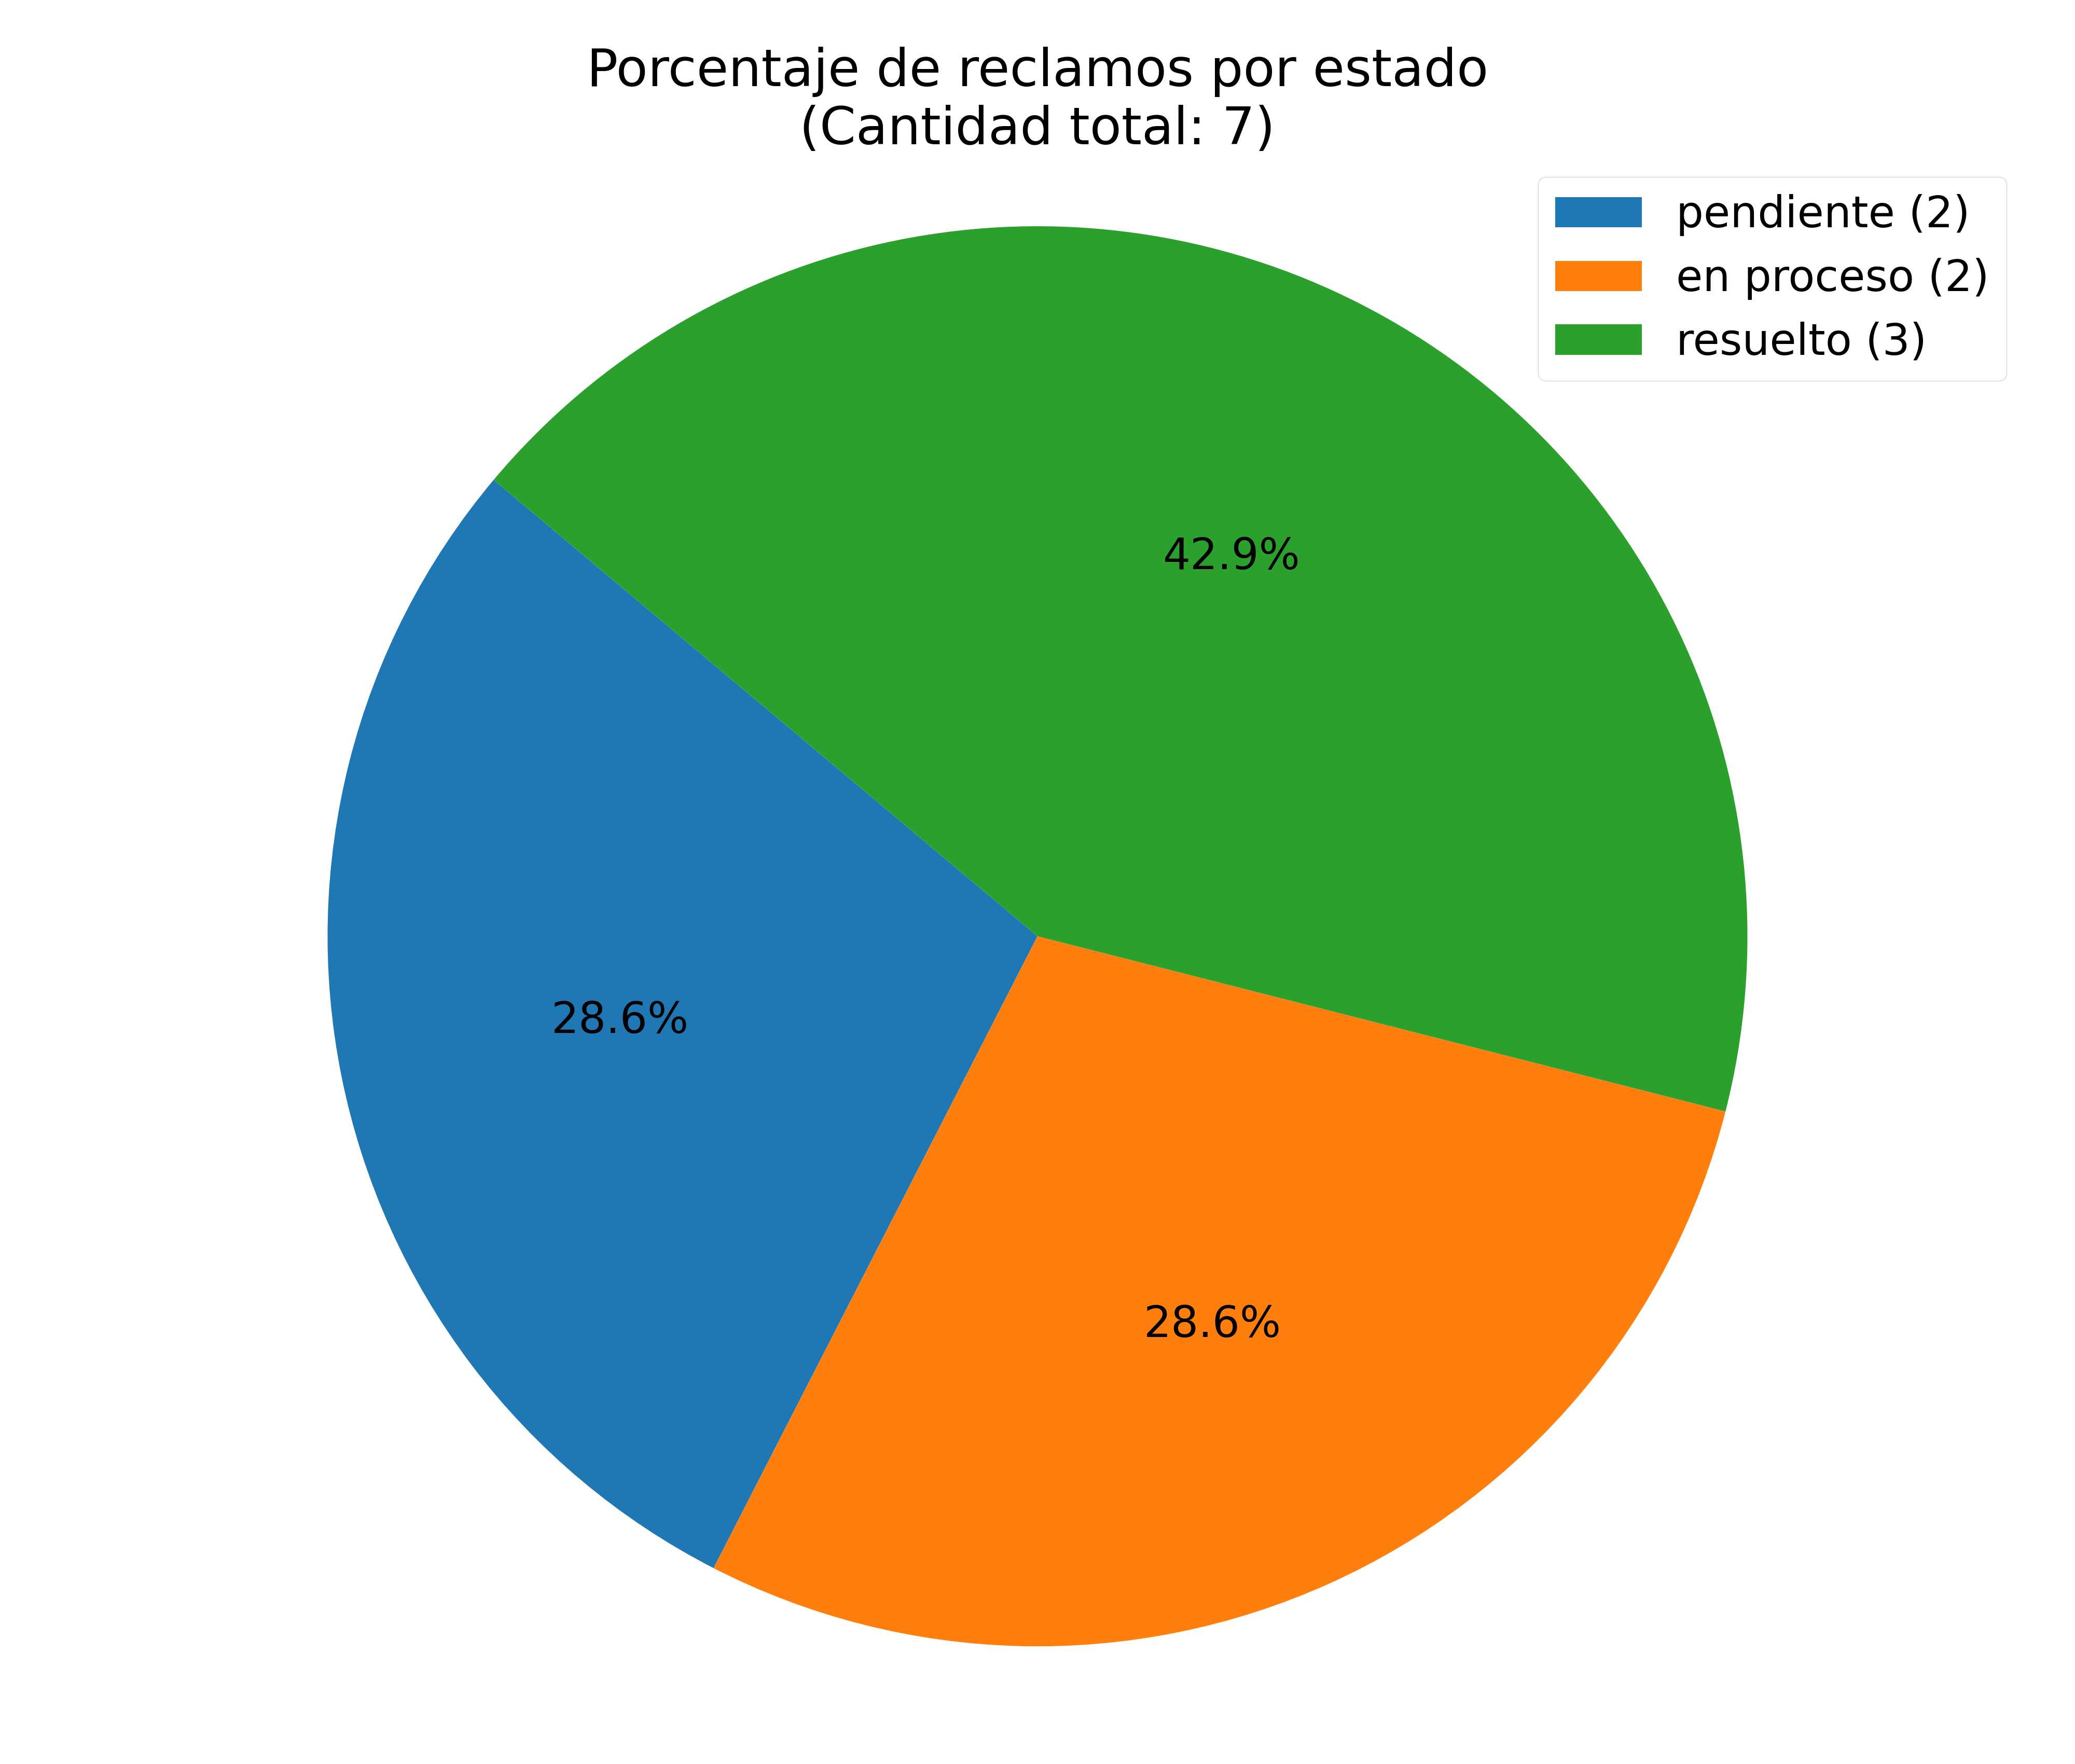 Porcentaje de reclamos por estado
(Cantidad total: 7)
pendiente (2)
en proceso (2)
resuelto (3)
42.9%
28.6%
28.6%